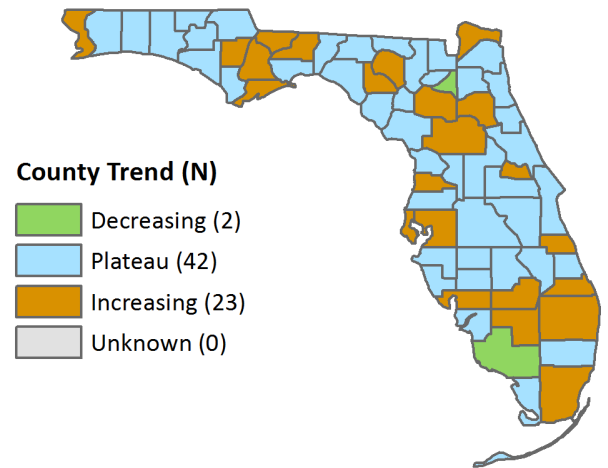 County Trend (N)
Decreasing (2)
Plateau (42)
Increasing (23)
Unknown (0)